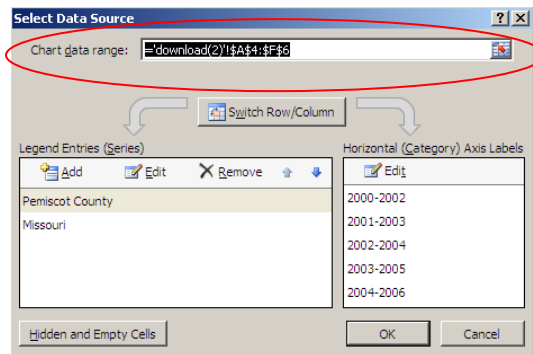 Select Data Source
Chart data range: ='download(2)'!$A$4:$F$6
Switch Row/Column
Legend Entries (Series)
Add Edit Remove
Pemiscot County
Missouri
Horizontal (Category) Axis Labels
Edit
2000-2002
2001-2003
2002-2004
2003-2005
2004-2006
Hidden and Empty Cells
OK Cancel